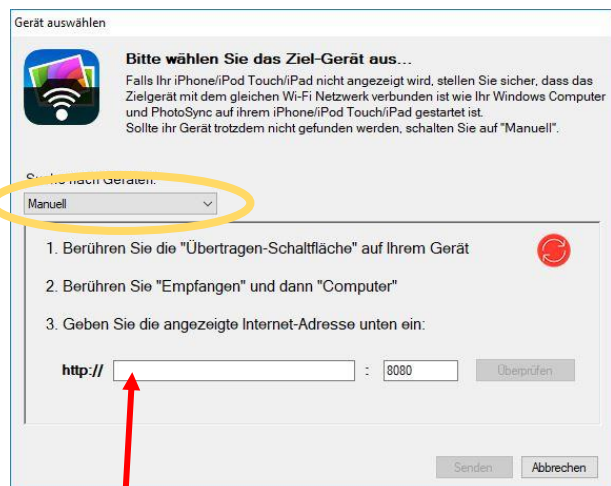 Gerät auswählen
Bitte wählen Sie das Ziel-Gerät aus...
Falls Ihr iPhone/iPod Touch/iPad nicht angezeigt wird, stellen Sie sicher, dass das
Zielgerät mit dem gleichen Wi-Fi Netzwerk verbunden ist wie Ihr Windows Computer
und PhotoSync auf ihrem iPhone/iPod Touch/iPad gestartet ist.
Sollte ihr Gerät trotzdem nicht gefunden werden, schalten Sie auf "Manuell".
Suche nach Geräten:
Manuell
1. Berühren Sie die "Übertragen-Schaltfläche" auf Ihrem Gerät
2. Berühren Sie "Empfangen" und dann "Computer"
3. Geben Sie die angezeigte Internet-Adresse unten ein:
http:// : 8080 Überprüfen
Senden Abbrechen